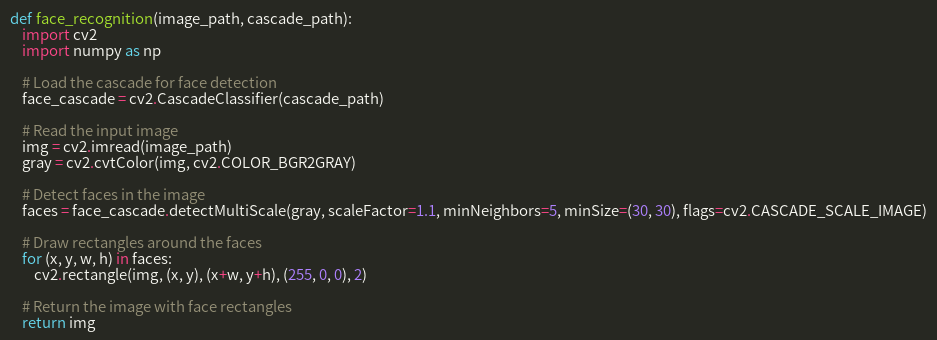 def face_recognition(image_path, cascade_path):
import cv2
import numpy as np
# Load the cascade for face detection
face_cascade = cv2.CascadeClassifier(cascade_path)
# Read the input image
img = cv2.imread(image_path)
gray = cv2.cvtColor(img, cv2.COLOR_BGR2GRAY)
# Detect faces in the image
faces = face_cascade.detectMultiScale(gray, scaleFactor=1.1, minNeighbors=5, minSize=(30, 30), flags=cv2.CASCADE_SCALE_IMAGE)
# Draw rectangles around the faces
for (x, y, w, h) in faces:
cv2.rectangle(img, (x, y), (x+w, y+h), (255, 0, 0), 2)
# Return the image with face rectangles
return img